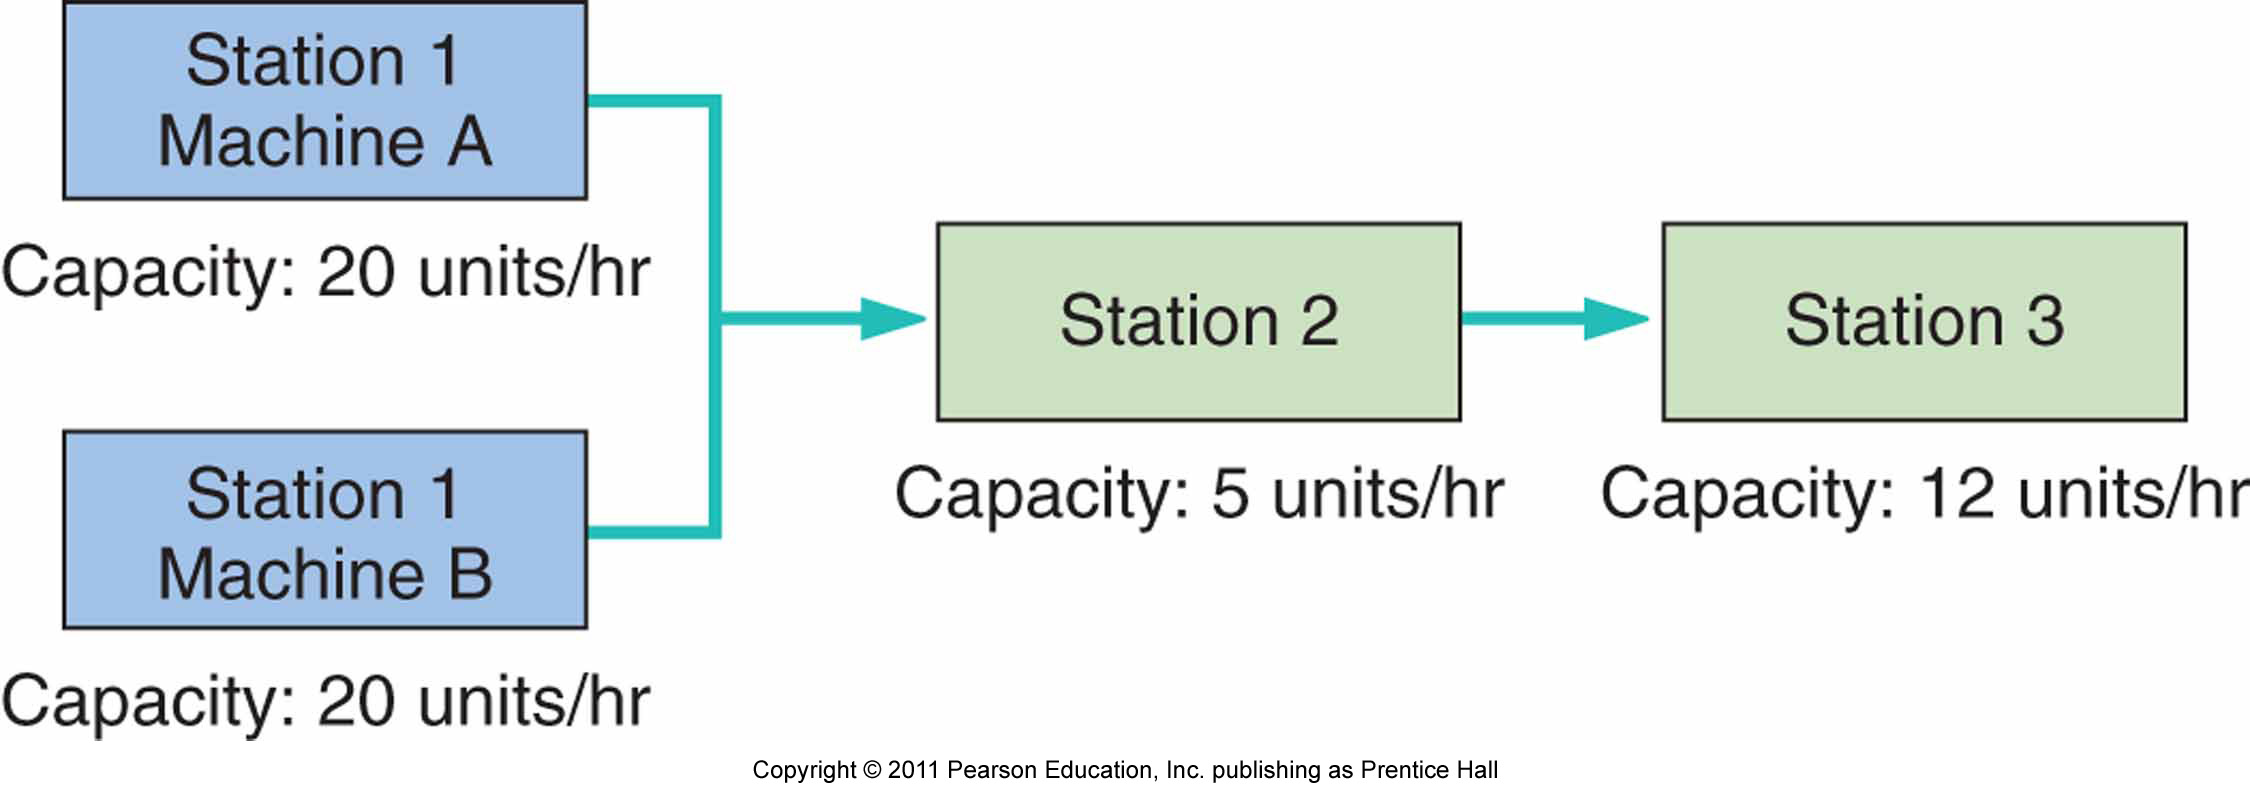 Station 1
Machine A
Capacity: 20 units/hr
Station 2
Capacity: 5 units/hr
Station 3
Capacity: 12 units/hr
Station 1
Machine B
Capacity: 20 units/hr
Copyright © 2011 Pearson Education, Inc. publishing as Prentice Hall